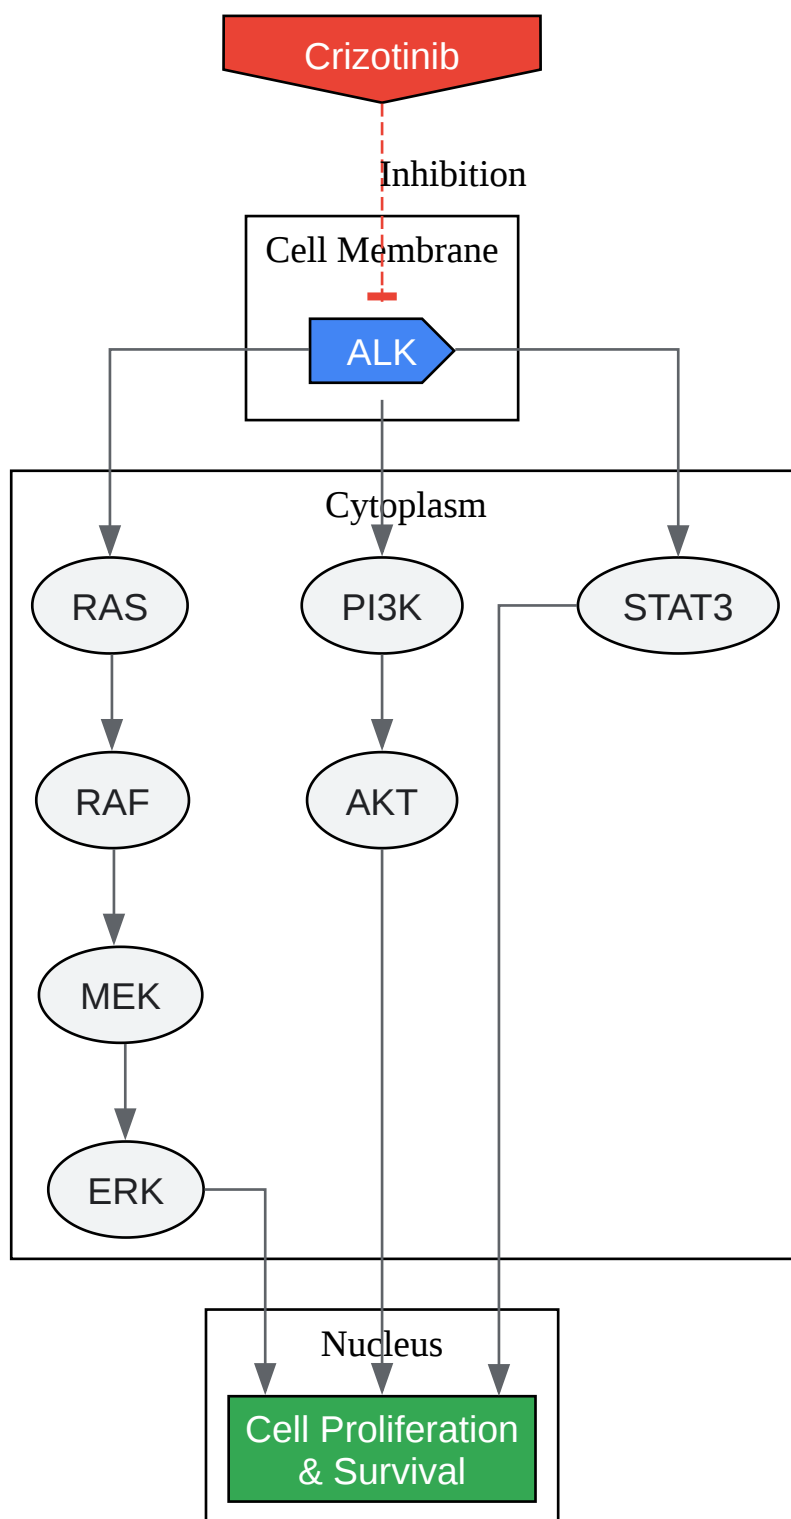 Crizotinib
Inhibition
Cell Membrane
ALK
Cytoplasm
RAS
PI3K
STAT3
RAF
AKT
MEK
ERK
Nucleus
Cell Proliferation
& Survival